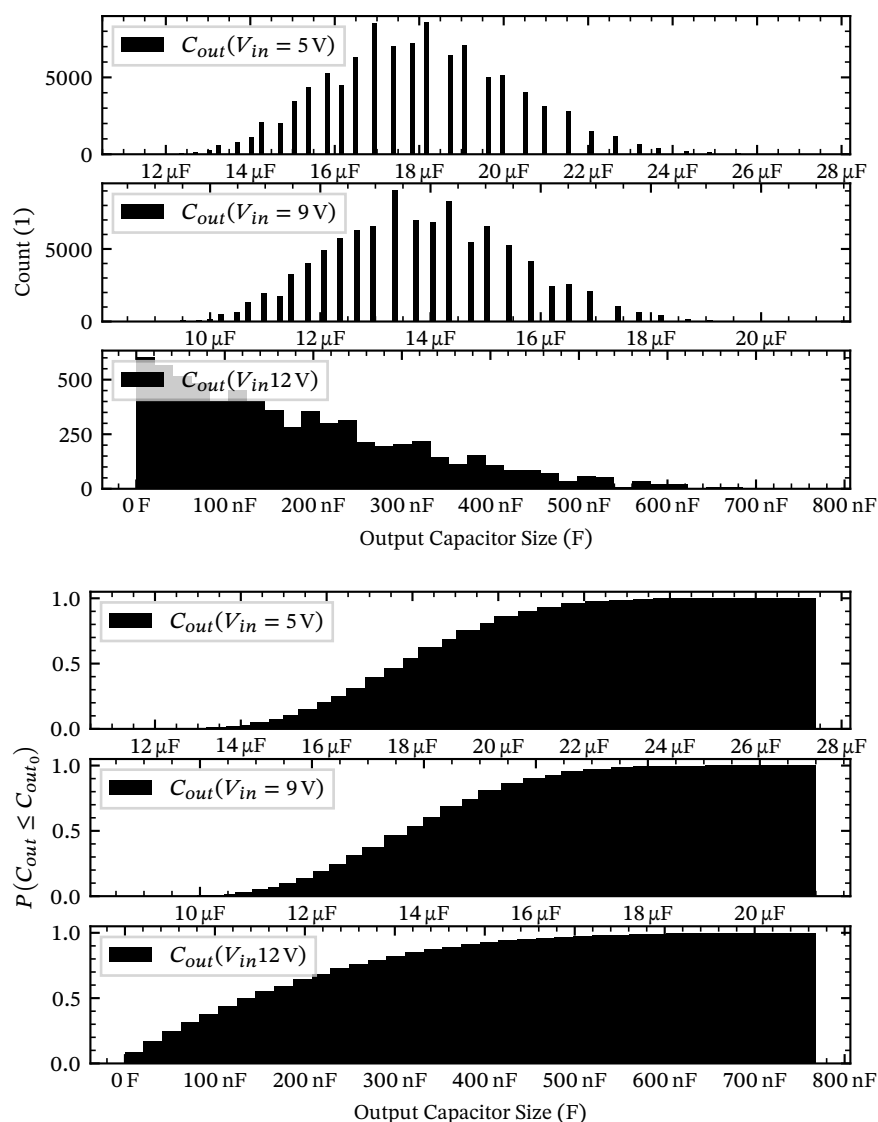 C_out(V_in = 5 V)
5000
0
12 µF 14 µF 16 µF 18 µF 20 µF 22 µF 24 µF 26 µF 28 µF
C_out(V_in = 9 V)
5000
0
10 µF 12 µF 14 µF 16 µF 18 µF 20 µF
Count (1)
C_out(V_in 12 V)
500
250
0
0 F 100 nF 200 nF 300 nF 400 nF 500 nF 600 nF 700 nF 800 nF
Output Capacitor Size (F)
C_out(V_in = 5 V)
1.0
0.5
0.0
12 µF 14 µF 16 µF 18 µF 20 µF 22 µF 24 µF 26 µF 28 µF
C_out(V_in = 9 V)
1.0
0.5
0.0
10 µF 12 µF 14 µF 16 µF 18 µF 20 µF
P(C_out ≤ C_out_0)
C_out(V_in 12 V)
1.0
0.5
0.0
0 F 100 nF 200 nF 300 nF 400 nF 500 nF 600 nF 700 nF 800 nF
Output Capacitor Size (F)